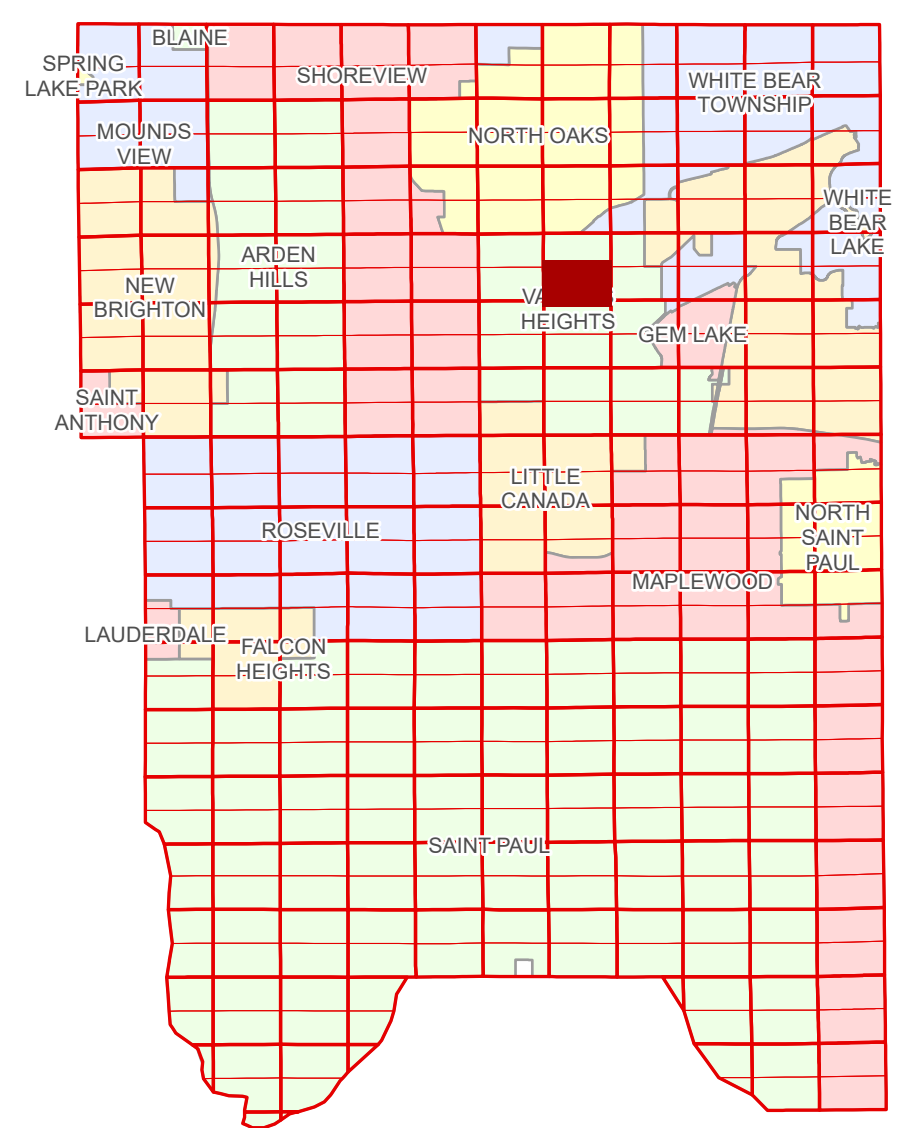 BLAINE
SPRING
LAKE PARK
SHOREVIEW
WHITE BEAR
TOWNSHIP
MOUNDS
VIEW
NORTH OAKS
WHITE
BEAR
LAKE
ARDEN
HILLS
NEW
BRIGHTON
HEIGHTS
GEM LAKE
SAINT
ANTHONY
LITTLE
CANADA
NORTH
SAINT
PAUL
ROSEVILLE
MAPLEWOOD
LAUDERDALE
FALCON
HEIGHTS
SAINT PAUL